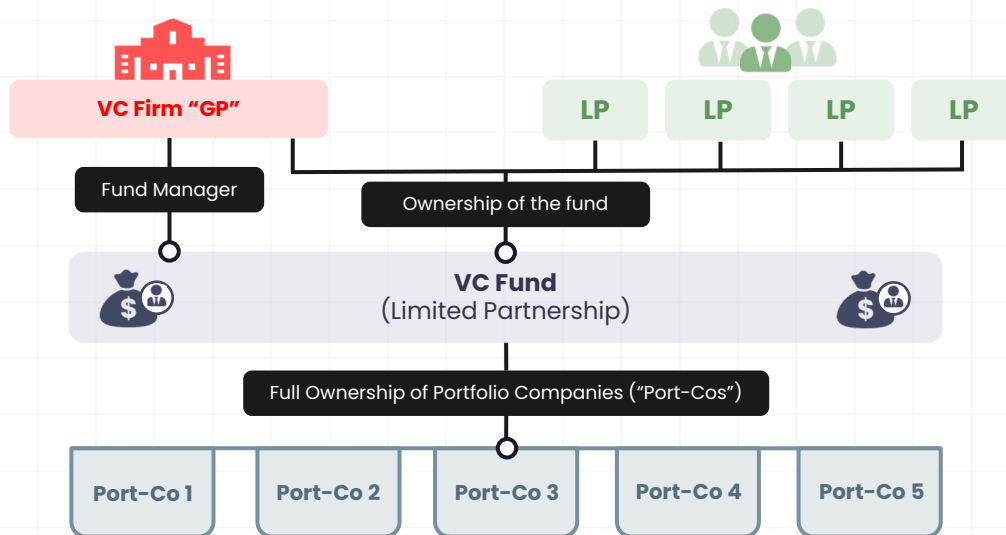 VC Firm “GP”
LP
LP
LP
LP
Fund Manager
Ownership of the fund
$
VC Fund
(Limited Partnership)
$
Full Ownership of Portfolio Companies (“Port-Cos”)
Port-Co 1
Port-Co 2
Port-Co 3
Port-Co 4
Port-Co 5